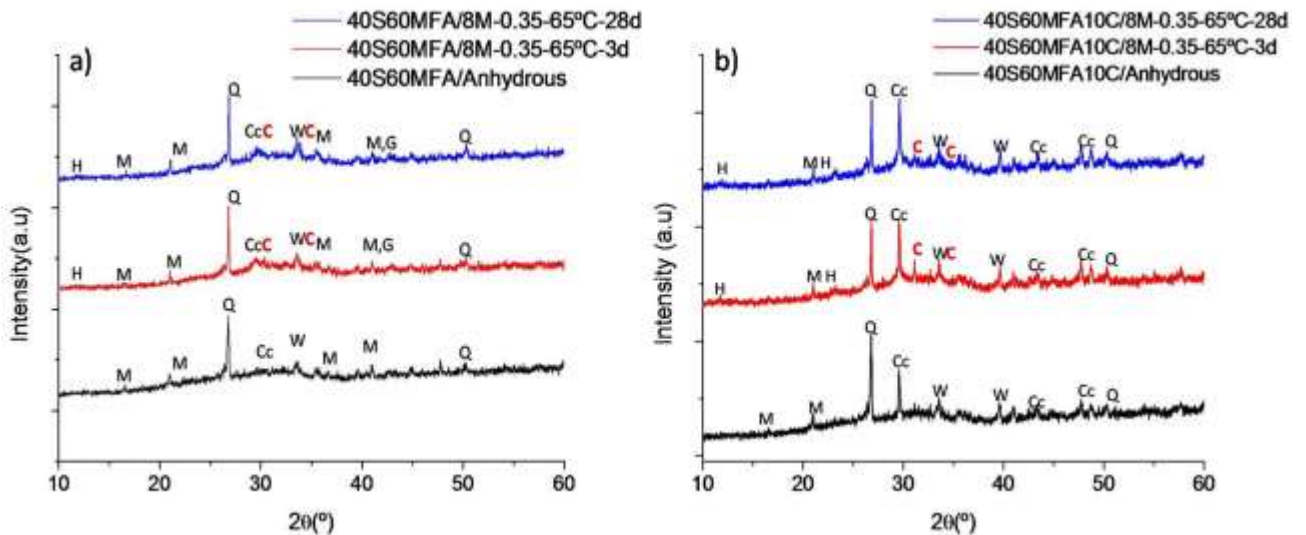 40S60MFA/8M-0.35-65ºC-28d
40S60MFA/8M-0.35-65ºC-3d
40S60MFA/Anhydrous
a)
Q
Cc C W C M
M,G
Q
H M M
Q
Cc C W C M
M,G
Q
H M M
Q
Cc W M M Q
M M
Intensity(a.u)
10 20 30 40 50 60
2θ(º)
40S60MFA10C/8M-0.35-65ºC-28d
40S60MFA10C/8M-0.35-65ºC-3d
40S60MFA10C/Anhydrous
b)
Q Cc
H M H C W C W Cc Cc Q
Q Cc
H M H C W C W Cc Cc Q
Q Cc
M M W W Cc Cc Q
Intensity (a.u)
10 20 30 40 50 60
2θ(º)